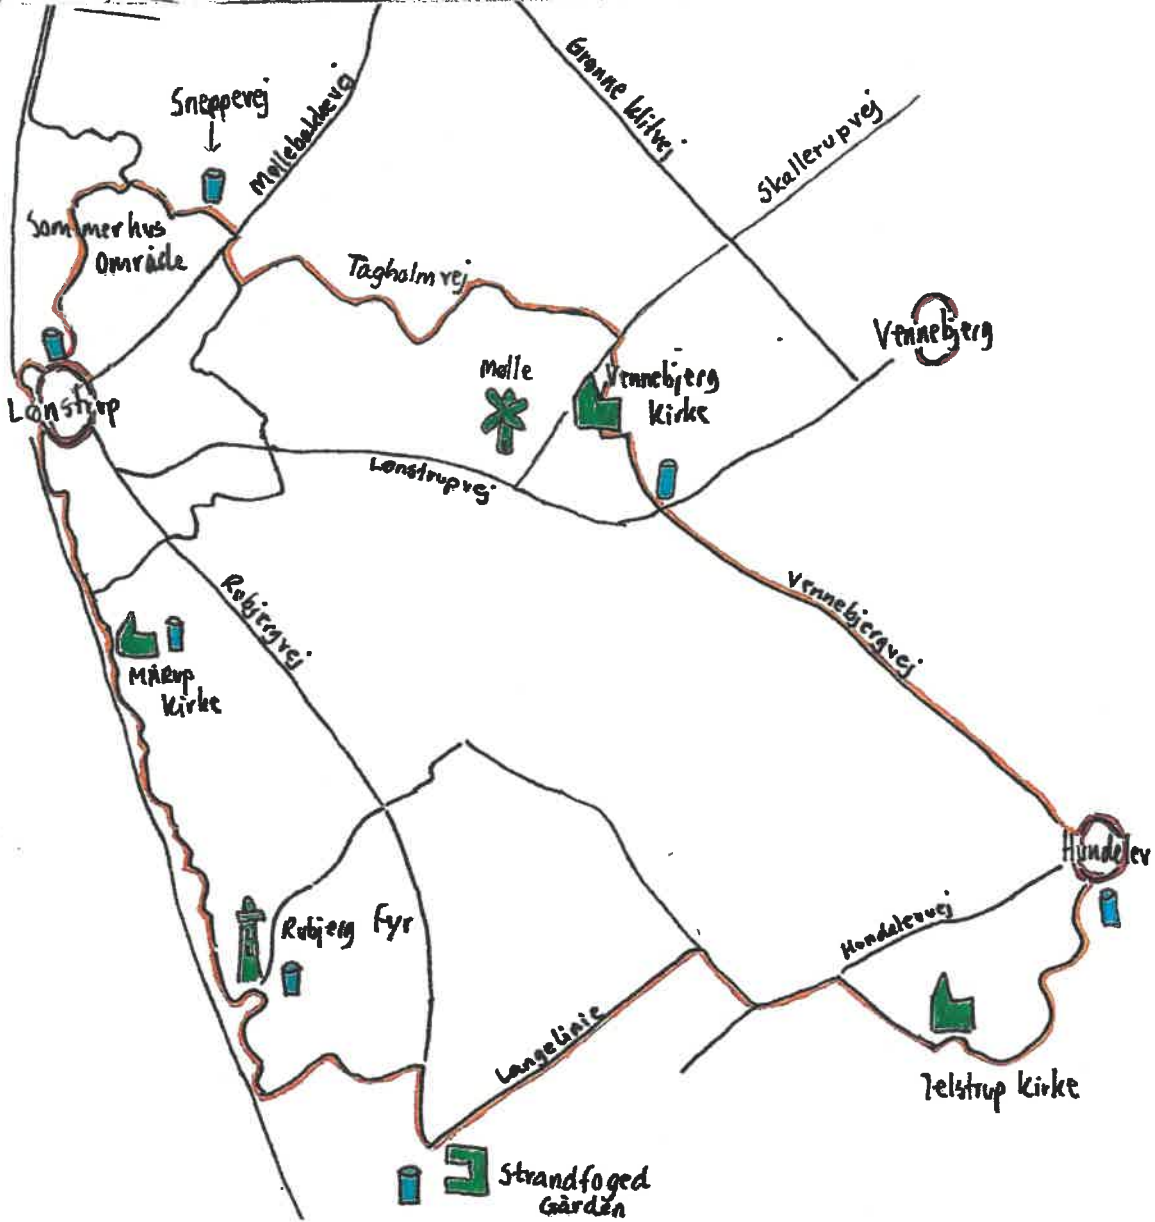 Grønne klitvej
Sneppevej
Møllebakkevej
Skallerupvej
Sommerhus
Område
Tagholmvej
Vennebjerg
Mølle
Vennebjerg
Kirke
Lønstrup
Lønstrupvej
Vennebjergvej
Rubjergvej
MÅRup
Kirke
Hundelev
Rubjerg Fyr
Hundelevvej
Langelinie
Jelstrup Kirke
Strandfoged
Gården